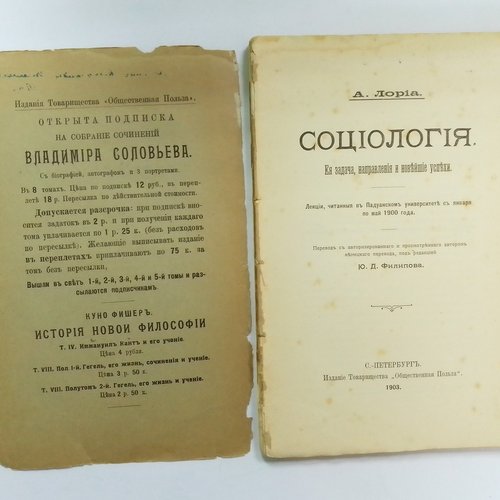 Изданія Товарищества «Общественная Польза».
ОТКРЫТА ПОДПИСКА
НА СОБРАНІЕ СОЧИНЕНІЙ
ВЛАДИМІРА СОЛОВЬЕВА.
Съ біографіей, автографомъ и 3 портретами.
Въ 8 томахъ. Цѣна по подпискѣ 12 руб., въ переплетѣ 18 р. Пересылка по дѣйствительной стоимости.
Допускается разсрочка: при подпискѣ вносится задатокъ въ 2 р. и при полученіи каждаго тома уплачивается по 1 р. 25 к. (безъ расходовъ по пересылкѣ). Желающіе выписывать изданіе въ переплетахъ приплачиваютъ по 75 к. за томъ безъ пересылки,
Вышли въ свѣтъ 1-й, 2-й, 3-й, 4-й и 5-й томы и разсылаются подписчикамъ
КУНО ФИШЕРЪ.
ИСТОРІЯ НОВОЙ ФИЛОСОФІИ
Т. IV. Иммануилъ Кантъ и его ученіе.
Цѣна 4 рубля.
Т. VIII. Пол 1-й. Гегель, его жизнь, сочиненія и ученіе.
Цѣна 3 р. 50 к.
Т. VIII. Полутомъ 2-й. Гегель, его жизнь и ученіе.
Цѣна 2 р. 50 к.
А. Лоріа.
СОЦІОЛОГІЯ.
Ея задача, направленія и новѣйшіе успѣхи.
Лекціи, читанныя въ Падуанскомъ университетѣ съ января
по май 1900 года.
Переводъ съ авторизированнаго и просмотрѣннаго авторомъ
нѣмецкаго перевода, подъ редакціей
Ю. Д. Филипова.
С.-ПЕТЕРБУРГЪ.
Изданіе Товарищества „Общественная Польза".
1903.